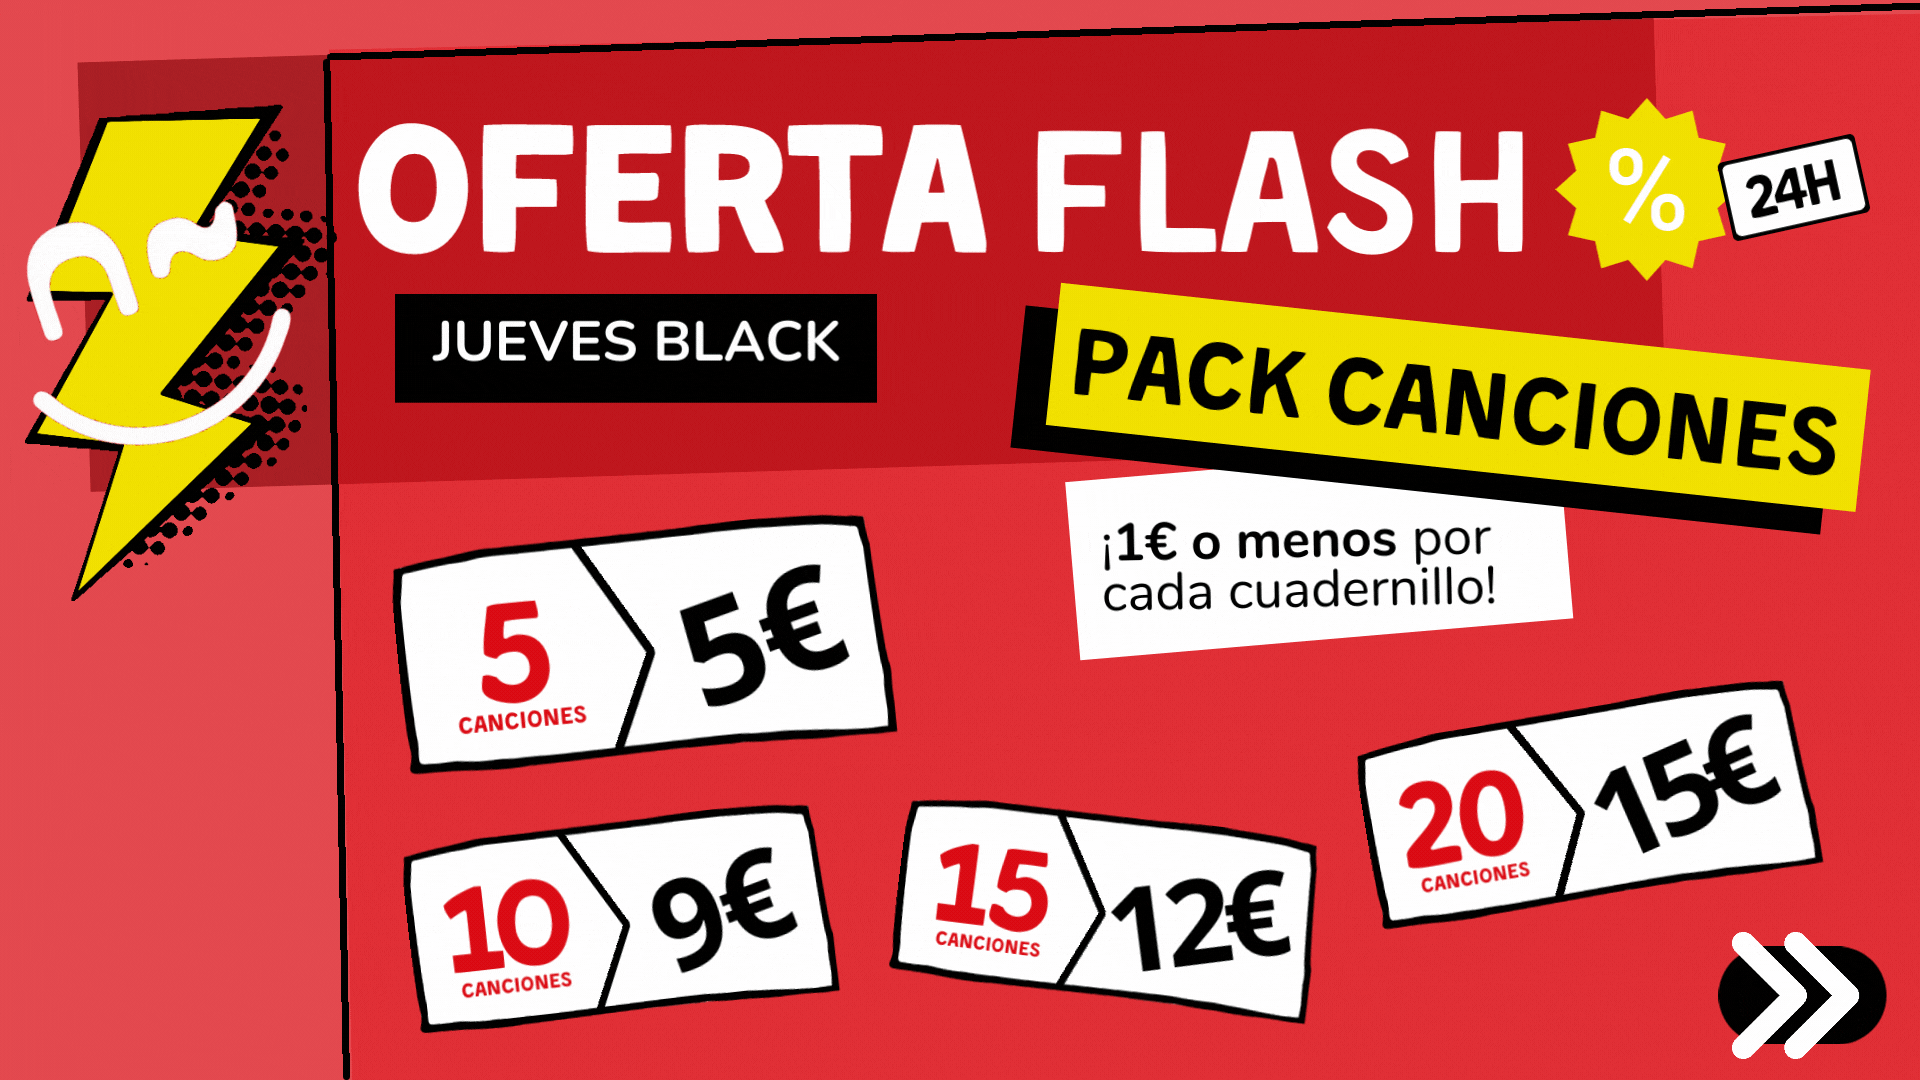 OFERTA FLASH
%
24H
JUEVES BLACK
PACK CANCIONES
¡1€ o menos por
cada cuadernillo!
5
CANCIONES
5€
20
CANCIONES
15€
10
CANCIONES
9€
15
CANCIONES
12€